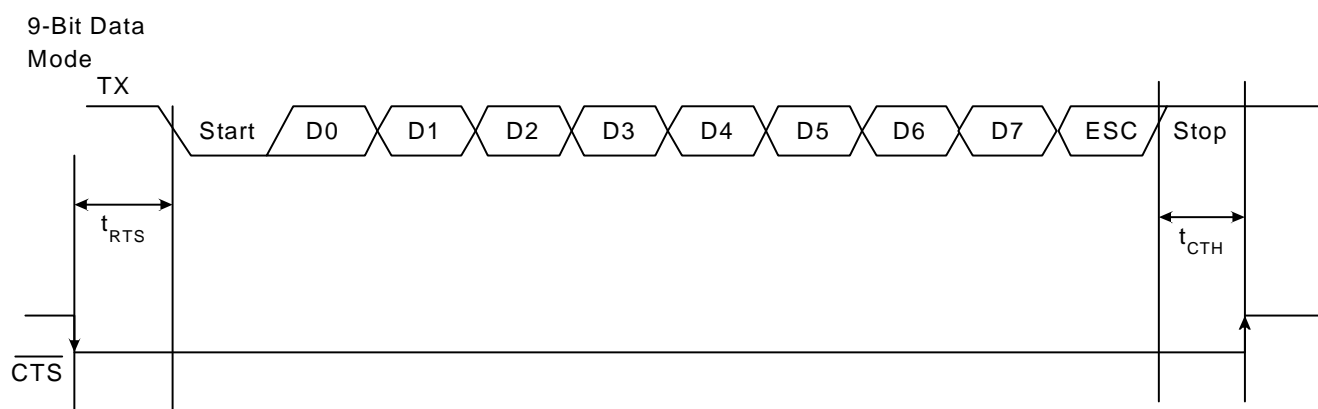 9-Bit Data
Mode
TX
Start D0 D1 D2 D3 D4 D5 D6 D7 ESC Stop
tRTS
tCTH
CTS